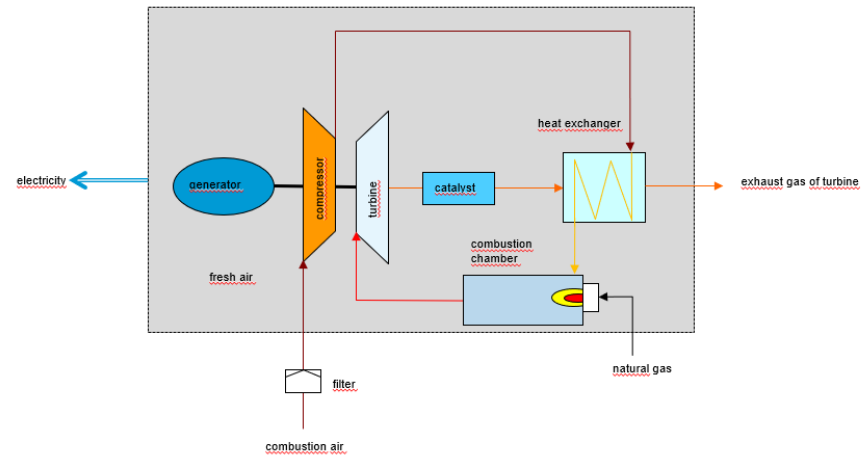 heat exchanger
electricity
generator
compressor
turbine
catalyst
exhaust gas of turbine
combustion
chamber
fresh air
natural gas
filter
combustion air